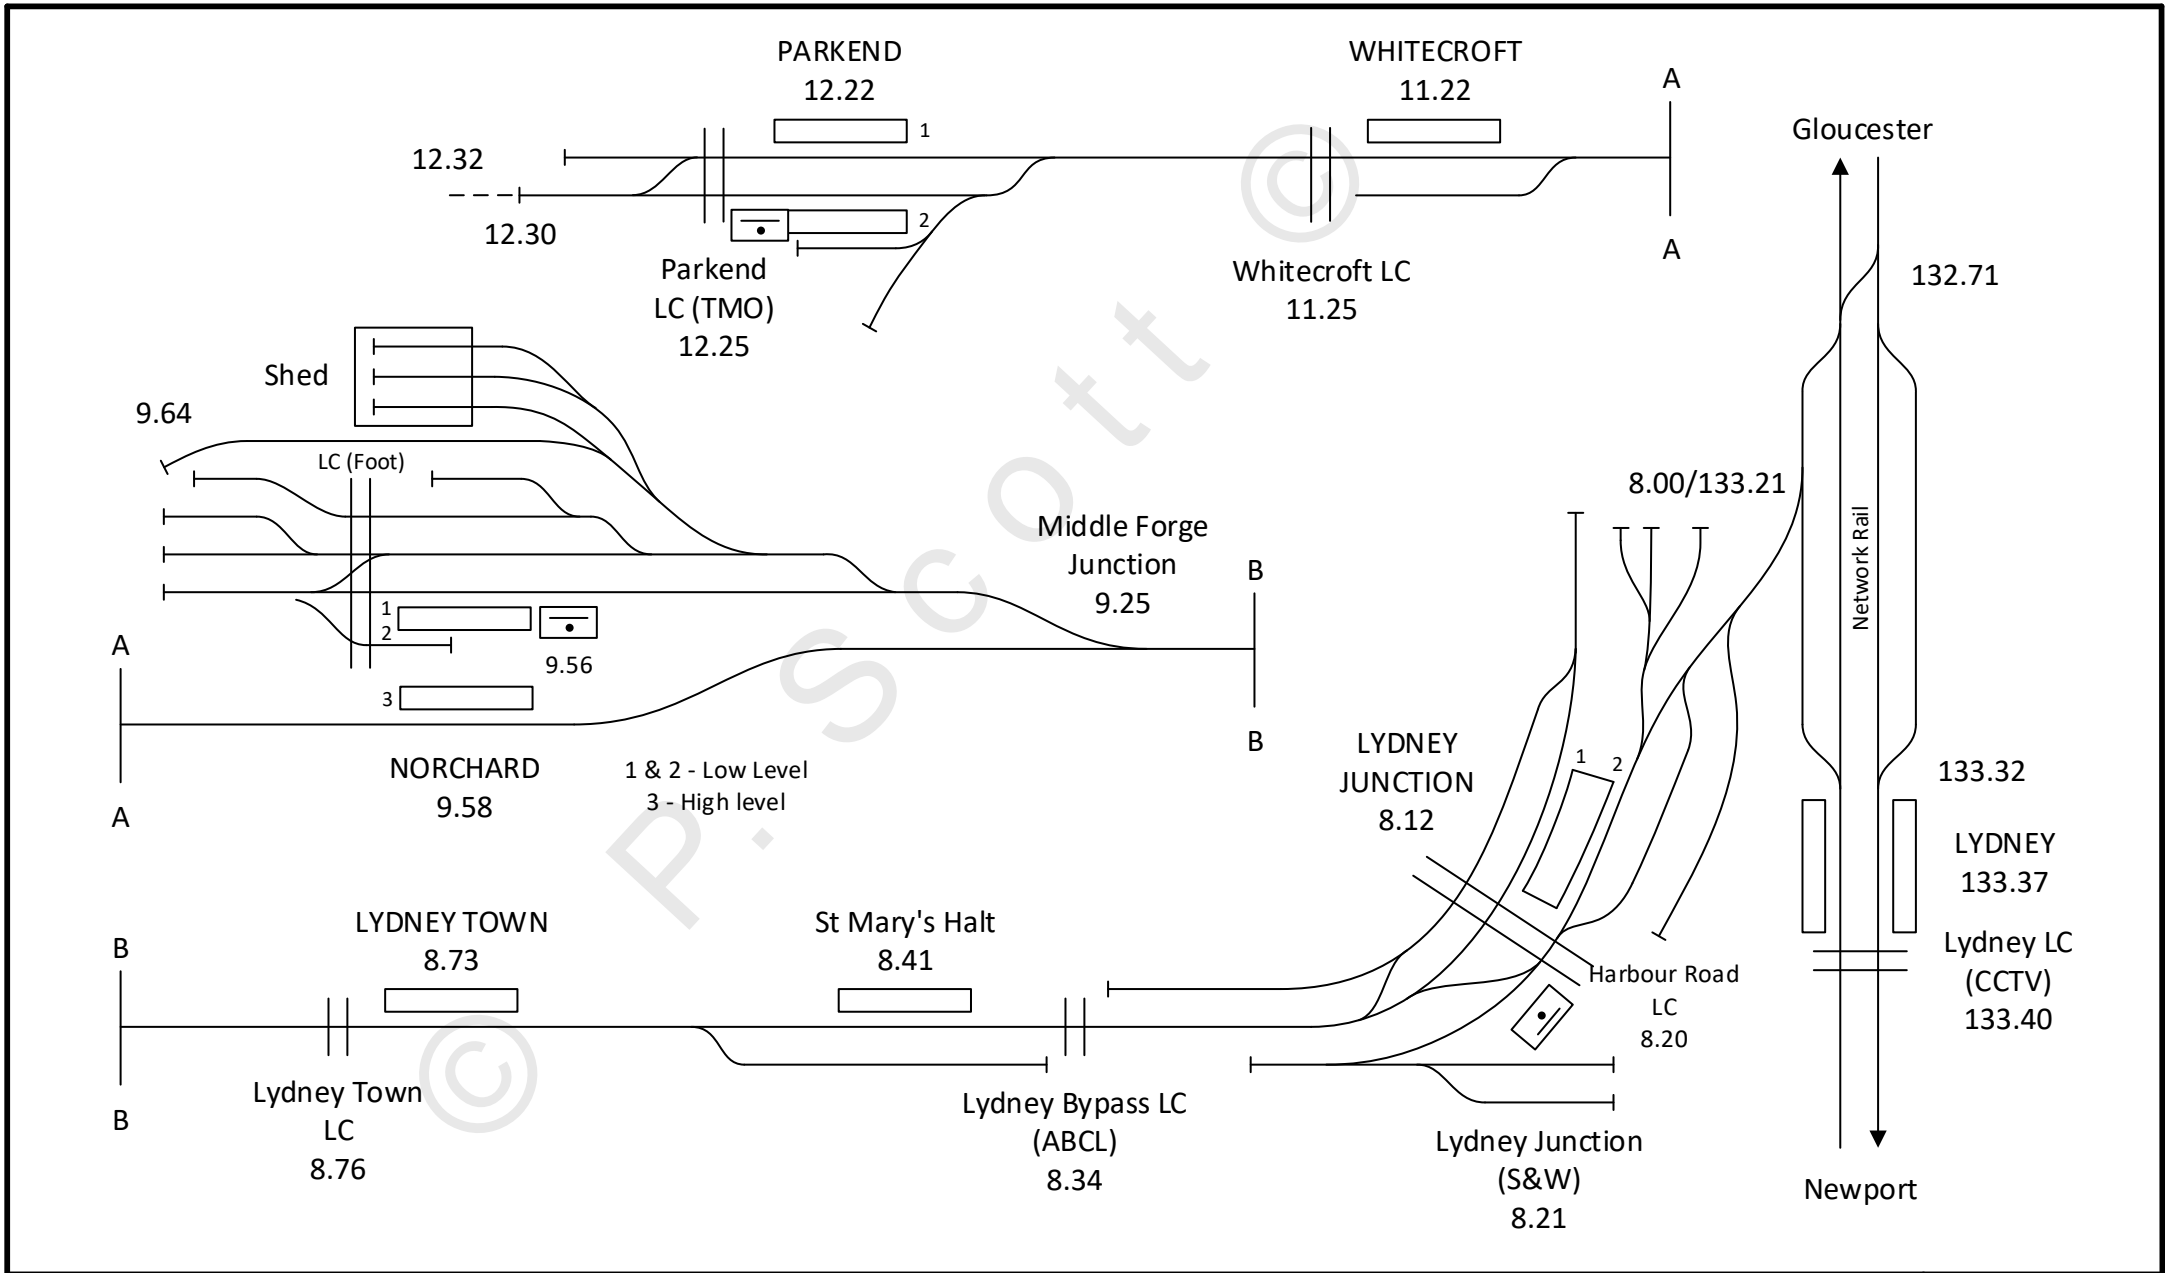 PARKEND
12.22
1
WHITECROFT
11.22
A
Gloucester
12.32
12.30
2
Parkend
LC (TMO)
12.25
Whitecroft LC
11.25
A
132.71
Shed
9.64
LC (Foot)
8.00/133.21
Network Rail
Middle Forge
Junction
9.25
B
1
2
9.56
A
3
B
NORCHARD
9.58
1 & 2 - Low Level
3 - High level
A
LYDNEY
JUNCTION
8.12
1
2
133.32
LYDNEY
133.37
Lydney LC
(CCTV)
133.40
B
LYDNEY TOWN
8.73
St Mary's Halt
8.41
Harbour Road
LC
8.20
B
Lydney Town
LC
8.76
Lydney Bypass LC
(ABCL)
8.34
Lydney Junction
(S&W)
8.21
Newport
© P. Scott ©